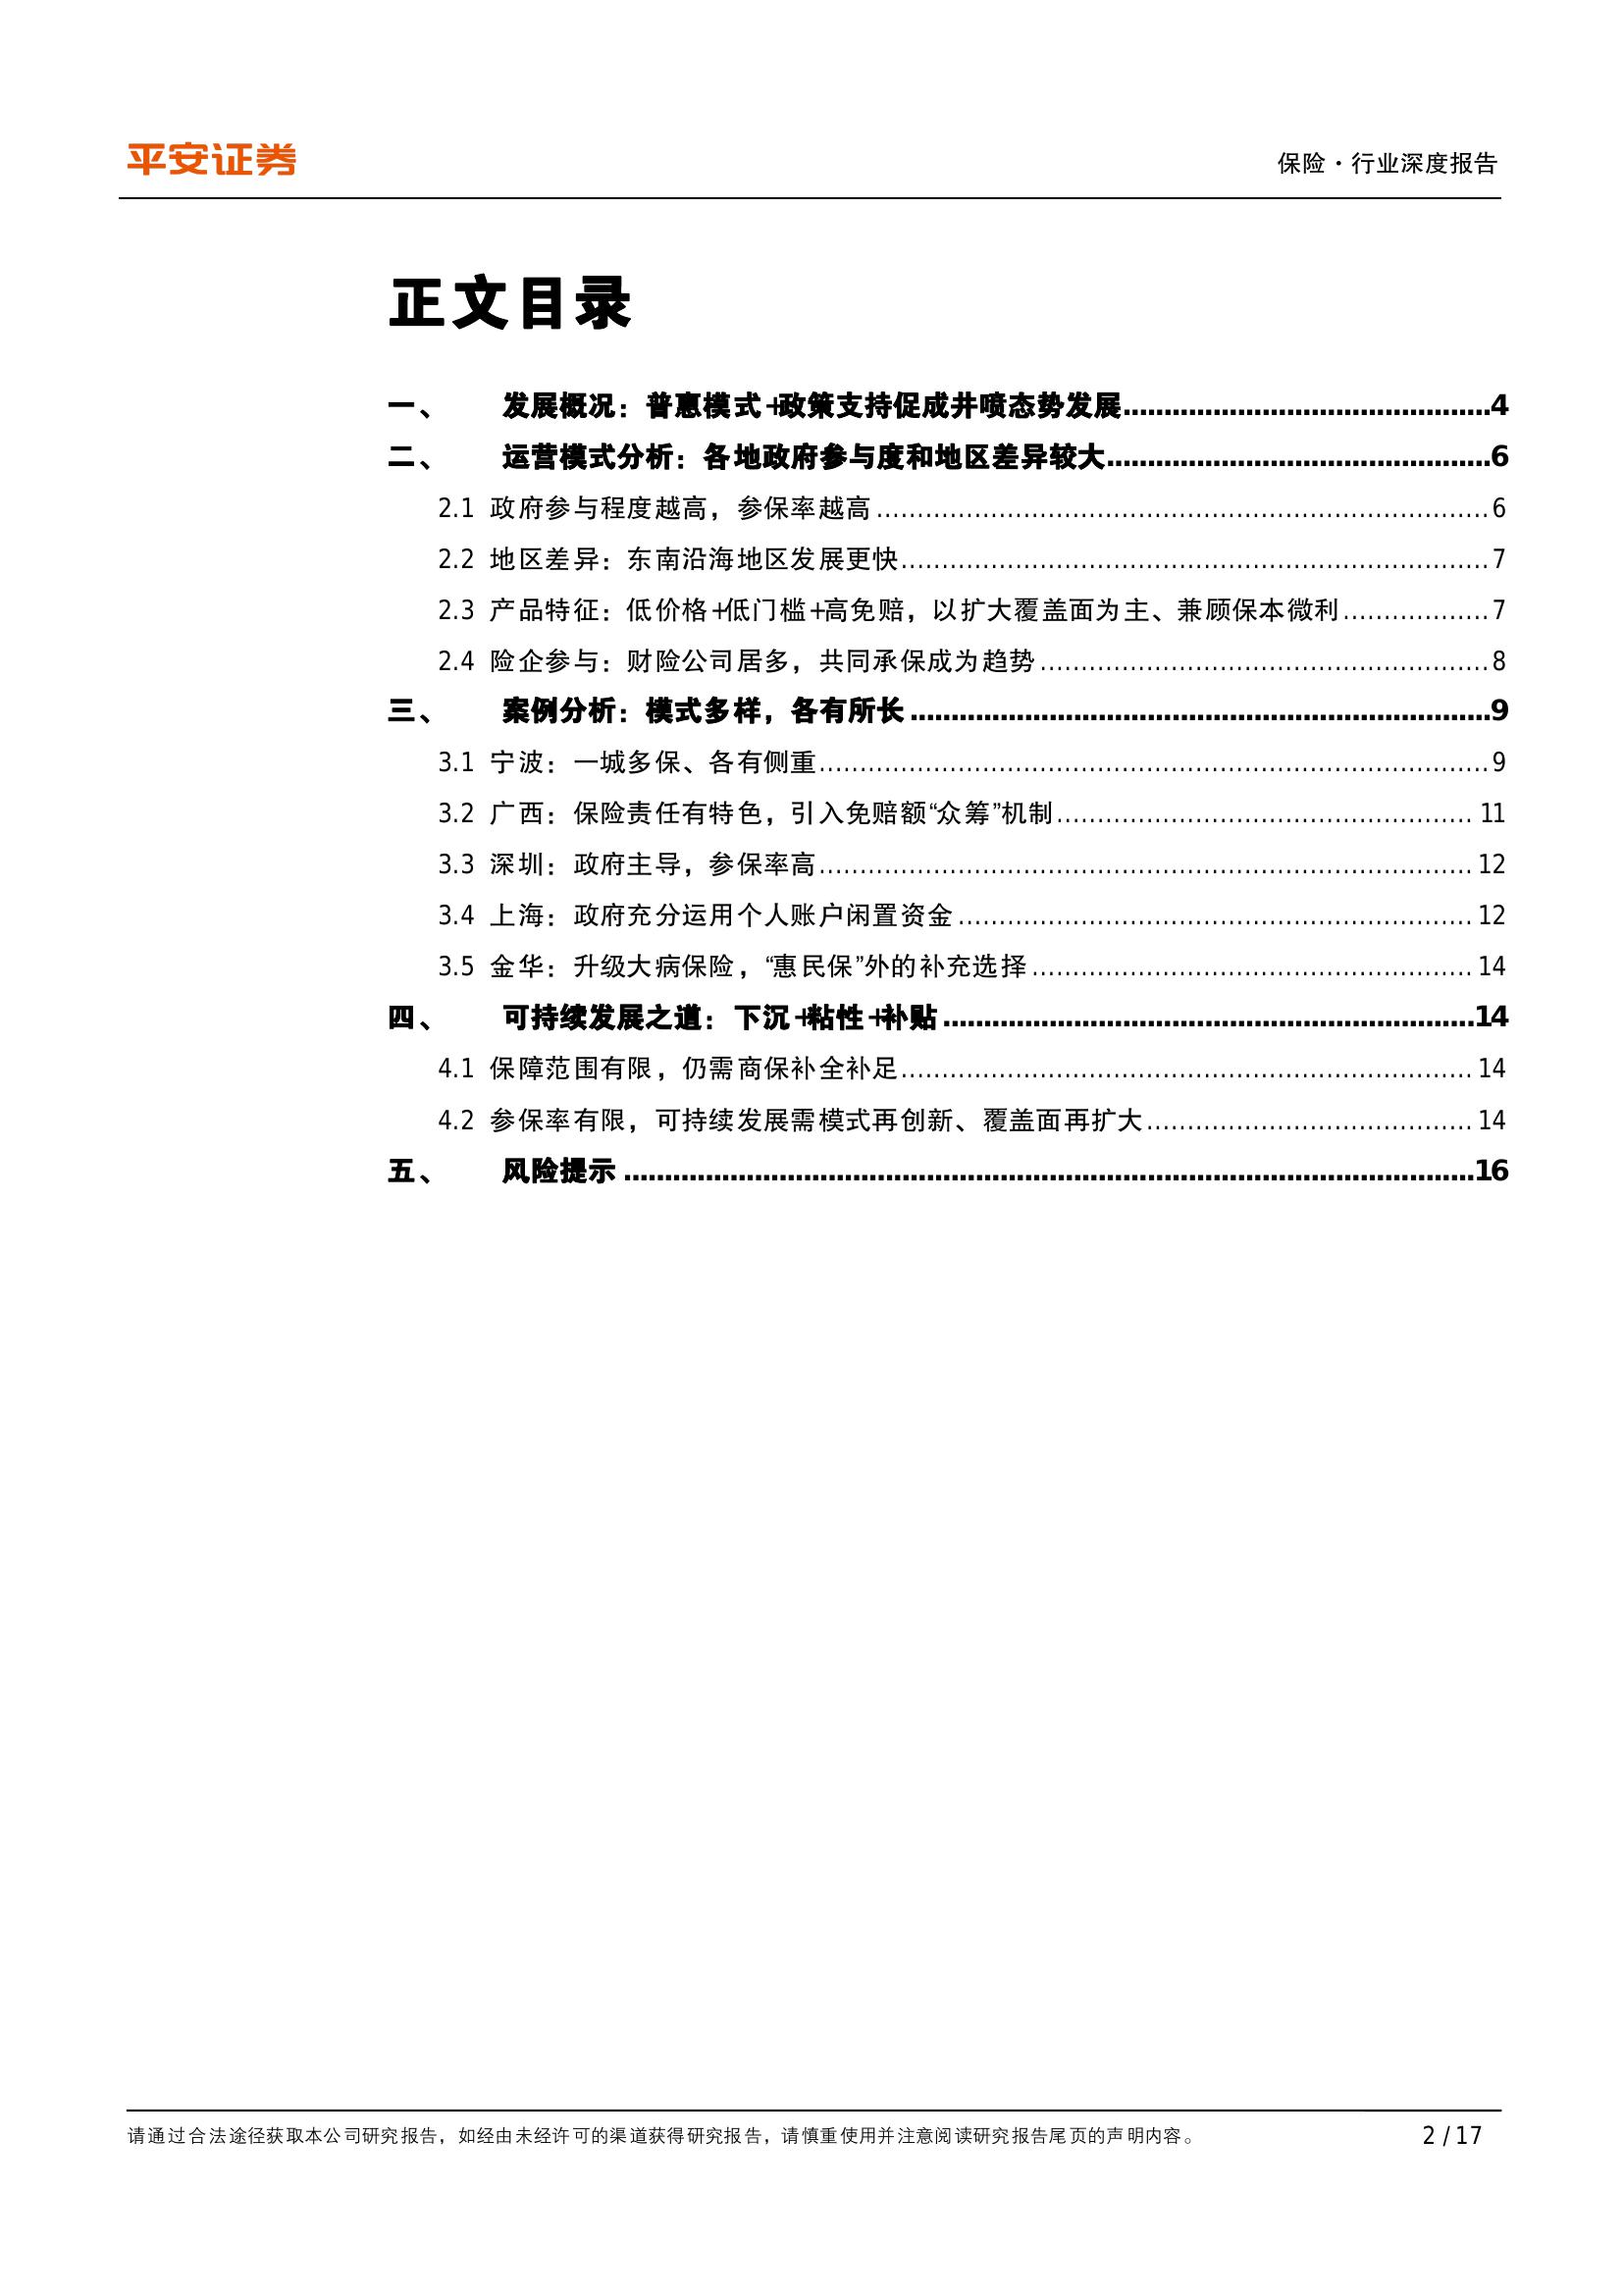 平安证券
保险·行业深度报告
正文目录
一、 发展概况：普惠模式+政策支持促成井喷态势发展.............................................4
二、 运营模式分析：各地政府参与度和地区差异较大...............................................6
2.1 政府参与程度越高，参保率越高...........................................................................6
2.2 地区差异：东南沿海地区发展更快........................................................................7
2.3 产品特征：低价格+低门槛+高免赔，以扩大覆盖面为主、兼顾保本微利..................7
2.4 险企参与：财险公司居多，共同承保成为趋势.......................................................8
三、 案例分析：模式多样，各有所长.......................................................................9
3.1 宁波：一城多保、各有侧重..................................................................................9
3.2 广西：保险责任有特色，引入免赔额“众筹”机制................................................... 11
3.3 深圳：政府主导，参保率高................................................................................ 12
3.4 上海：政府充分运用个人账户闲置资金............................................................... 12
3.5 金华：升级大病保险，“惠民保”外的补充选择...................................................... 14
四、 可持续发展之道：下沉+粘性+补贴.................................................................14
4.1 保障范围有限，仍需商保补全补足...................................................................... 14
4.2 参保率有限，可持续发展需模式再创新、覆盖面再扩大........................................ 14
五、 风险提示........................................................................................................16
请通过合法途径获取本公司研究报告，如经由未经许可的渠道获得研究报告，请慎重使用并注意阅读研究报告尾页的声明内容。 2 / 17